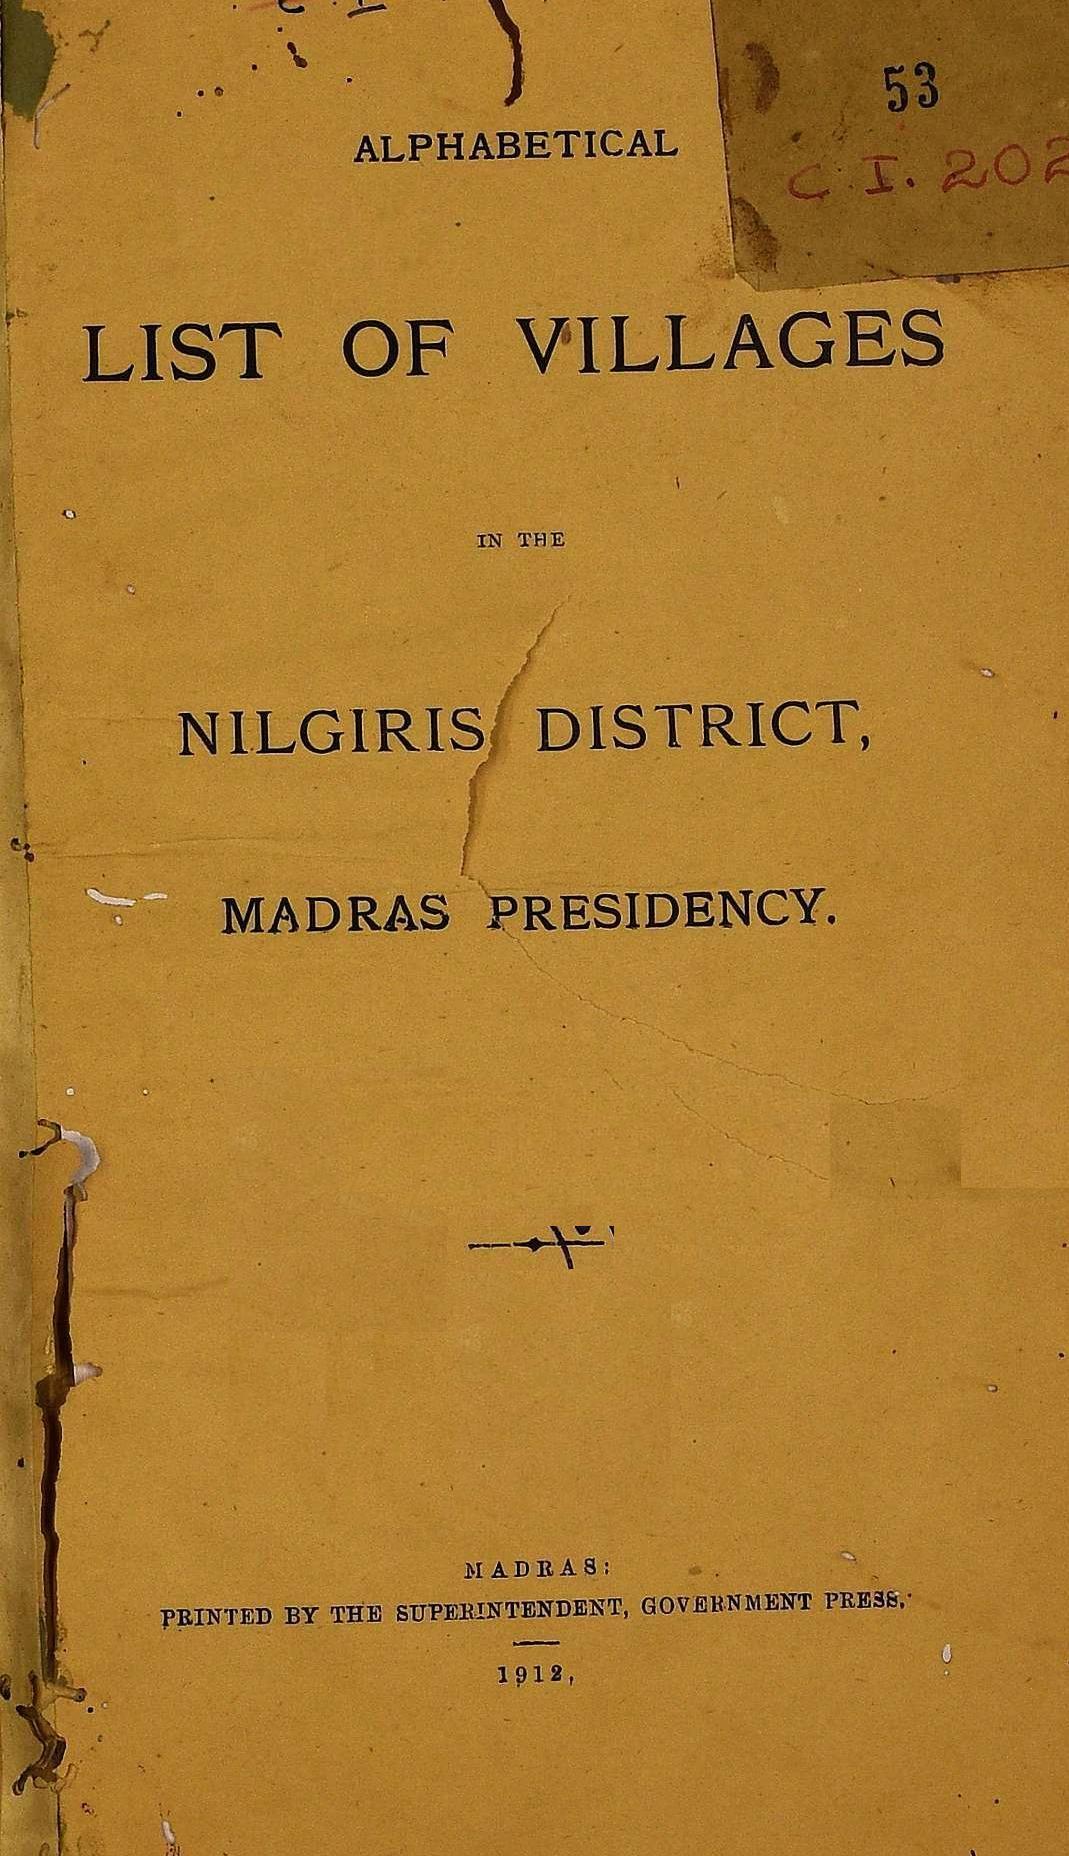 53
C. I. 202
ALPHABETICAL
LIST OF VILLAGES
IN THE
NILGIRIS DISTRICT,
MADRAS PRESIDENCY.
MADRAS:
PRINTED BY THE SUPERINTENDENT, GOVERNMENT PRESS.
1912,